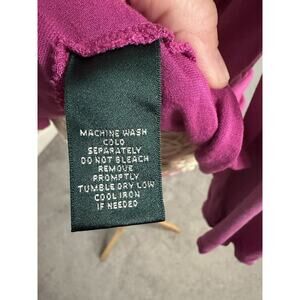 MACHINE WASH
COLD
SEPARATELY
DO NOT BLEACH
REMOVE
PROMPTLY
TUMBLE DRY LOW
COOL IRON
IF NEEDED